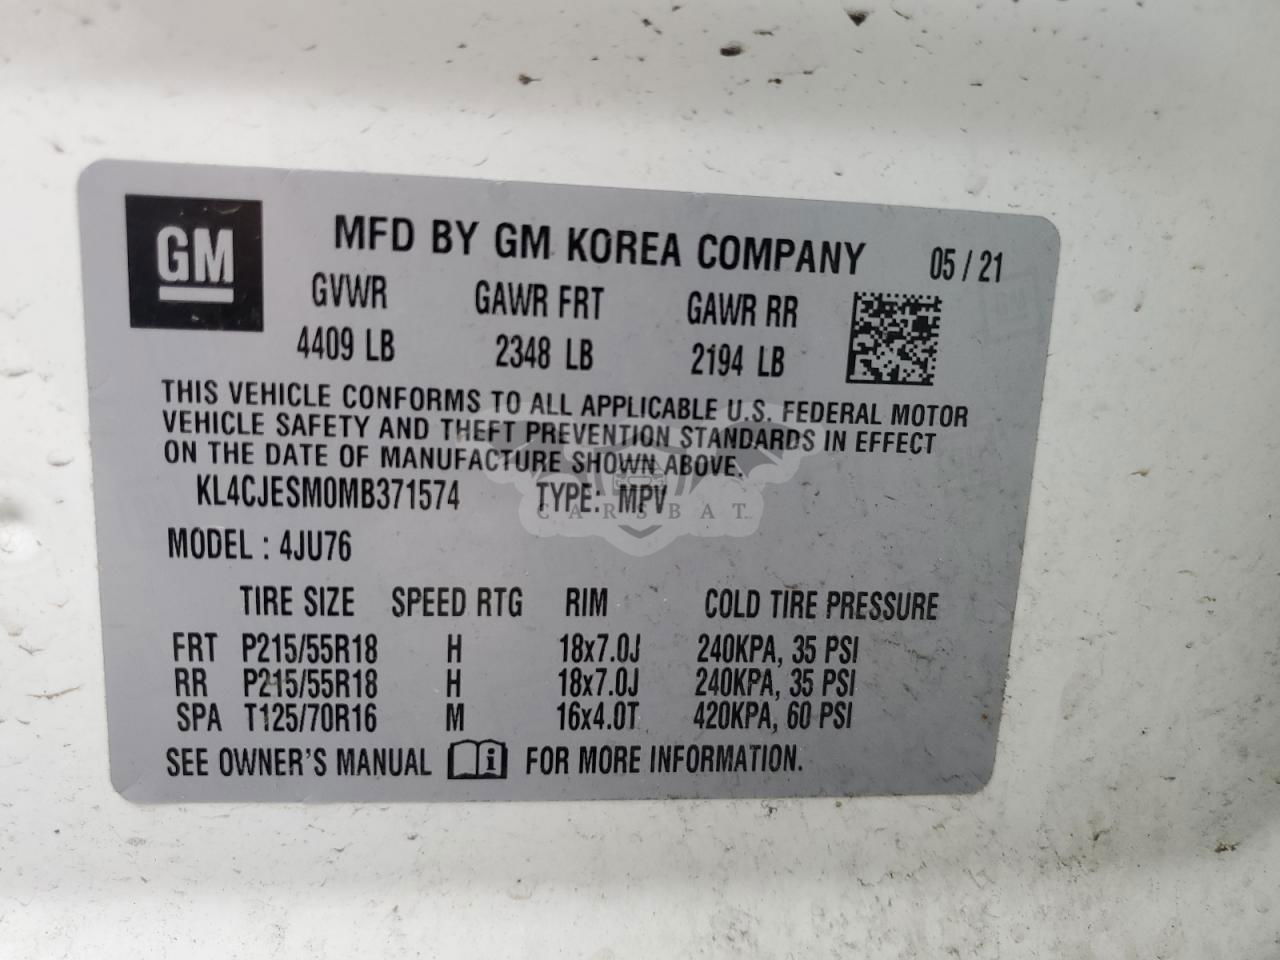 GM
MFD BY GM KOREA COMPANY 05 / 21
GVWR GAWR FRT GAWR RR
4409 LB 2348 LB 2194 LB
THIS VEHICLE CONFORMS TO ALL APPLICABLE U.S. FEDERAL MOTOR
VEHICLE SAFETY AND THEFT PREVENTION STANDARDS IN EFFECT
ON THE DATE OF MANUFACTURE SHOWN ABOVE.
KL4CJESM0MB371574 TYPE: MPV
CARSBAT
MODEL : 4JU76
TIRE SIZE SPEED RTG RIM COLD TIRE PRESSURE
FRT P215/55R18 H 18x7.0J 240KPA, 35 PSI
RR P215/55R18 H 18x7.0J 240KPA, 35 PSI
SPA T125/70R16 M 16x4.0T 420KPA, 60 PSI
SEE OWNER'S MANUAL i FOR MORE INFORMATION.